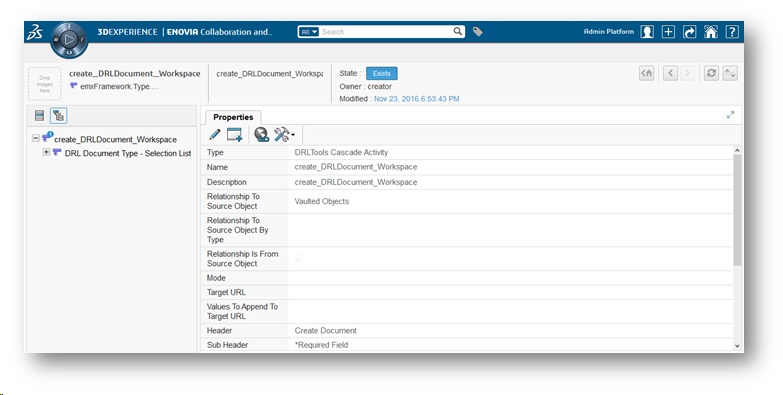 3DEXPERIENCE | ENOVIA Collaboration and..
All
Search
Admin Platform
Drop
images
here
create_DRLDocument_Workspace
emxFramework.Type....
create_DRLDocument_Workspa
State : Exists
Owner : creator
Modified : Nov 23, 2016 6:53:43 PM
create_DRLDocument_Workspace
DRL Document Type - Selection List
Properties
Type DRLTools Cascade Activity
Name create_DRLDocument_Workspace
Description create_DRLDocument_Workspace
Relationship To
Source Object Vaulted Objects
Relationship To
Source Object By
Type
Relationship Is From
Source Object
Mode
Target URL
Values To Append To
Target URL
Header Create Document
Sub Header *Required Field